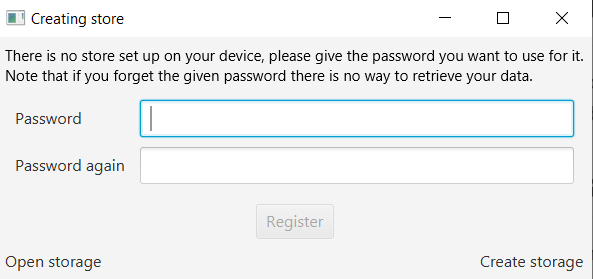 Creating store
There is no store set up on your device, please give the password you want to use for it.
Note that if you forget the given password there is no way to retrieve your data.
Password
Password again
Register
Open storage
Create storage